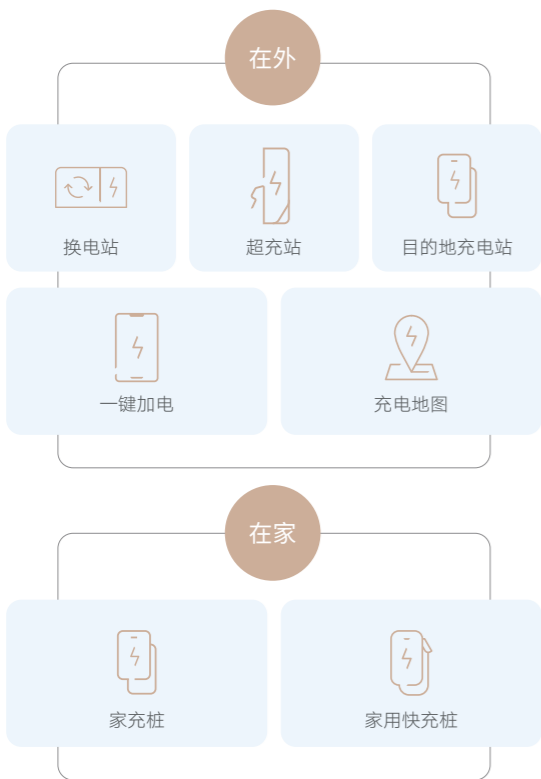 在外
换电站
超充站
目的地充电站
一键加电
充电地图
在家
家充桩
家用快充桩